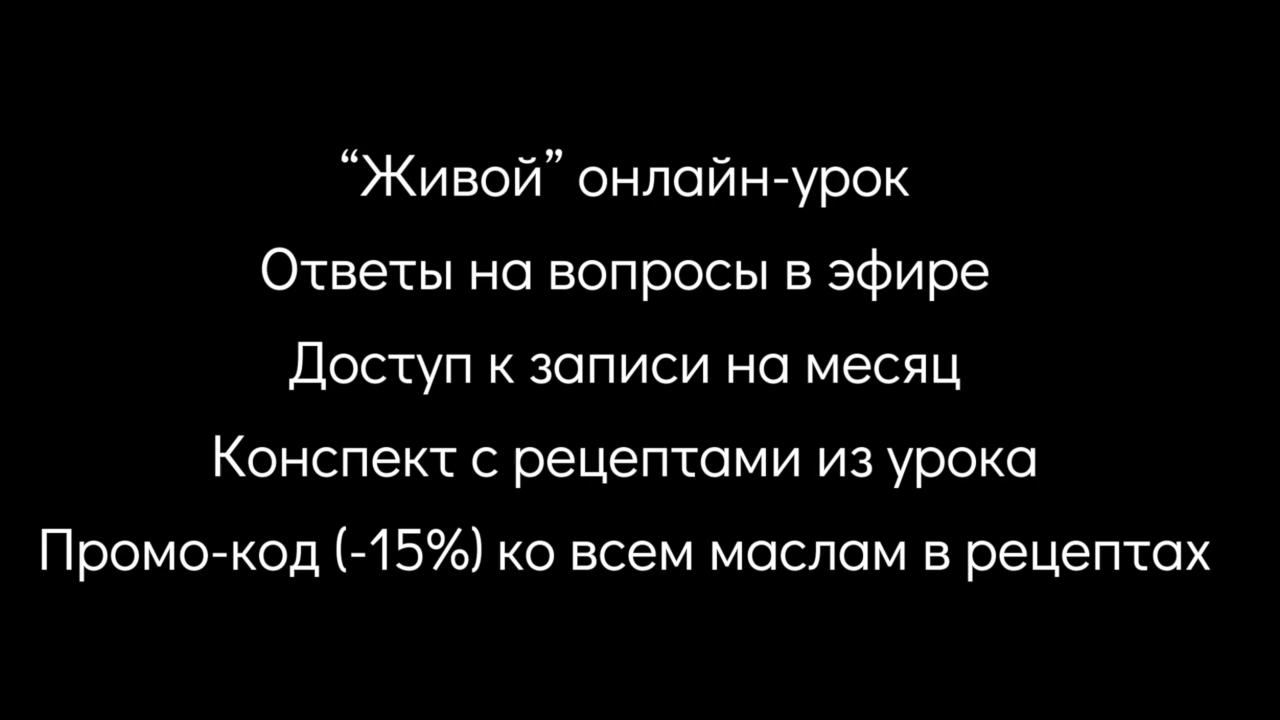 “Живой” онлайн-урок
Ответы на вопросы в эфире
Доступ к записи на месяц
Конспект с рецептами из урока
Промо-код (-15%) ко всем маслам в рецептах